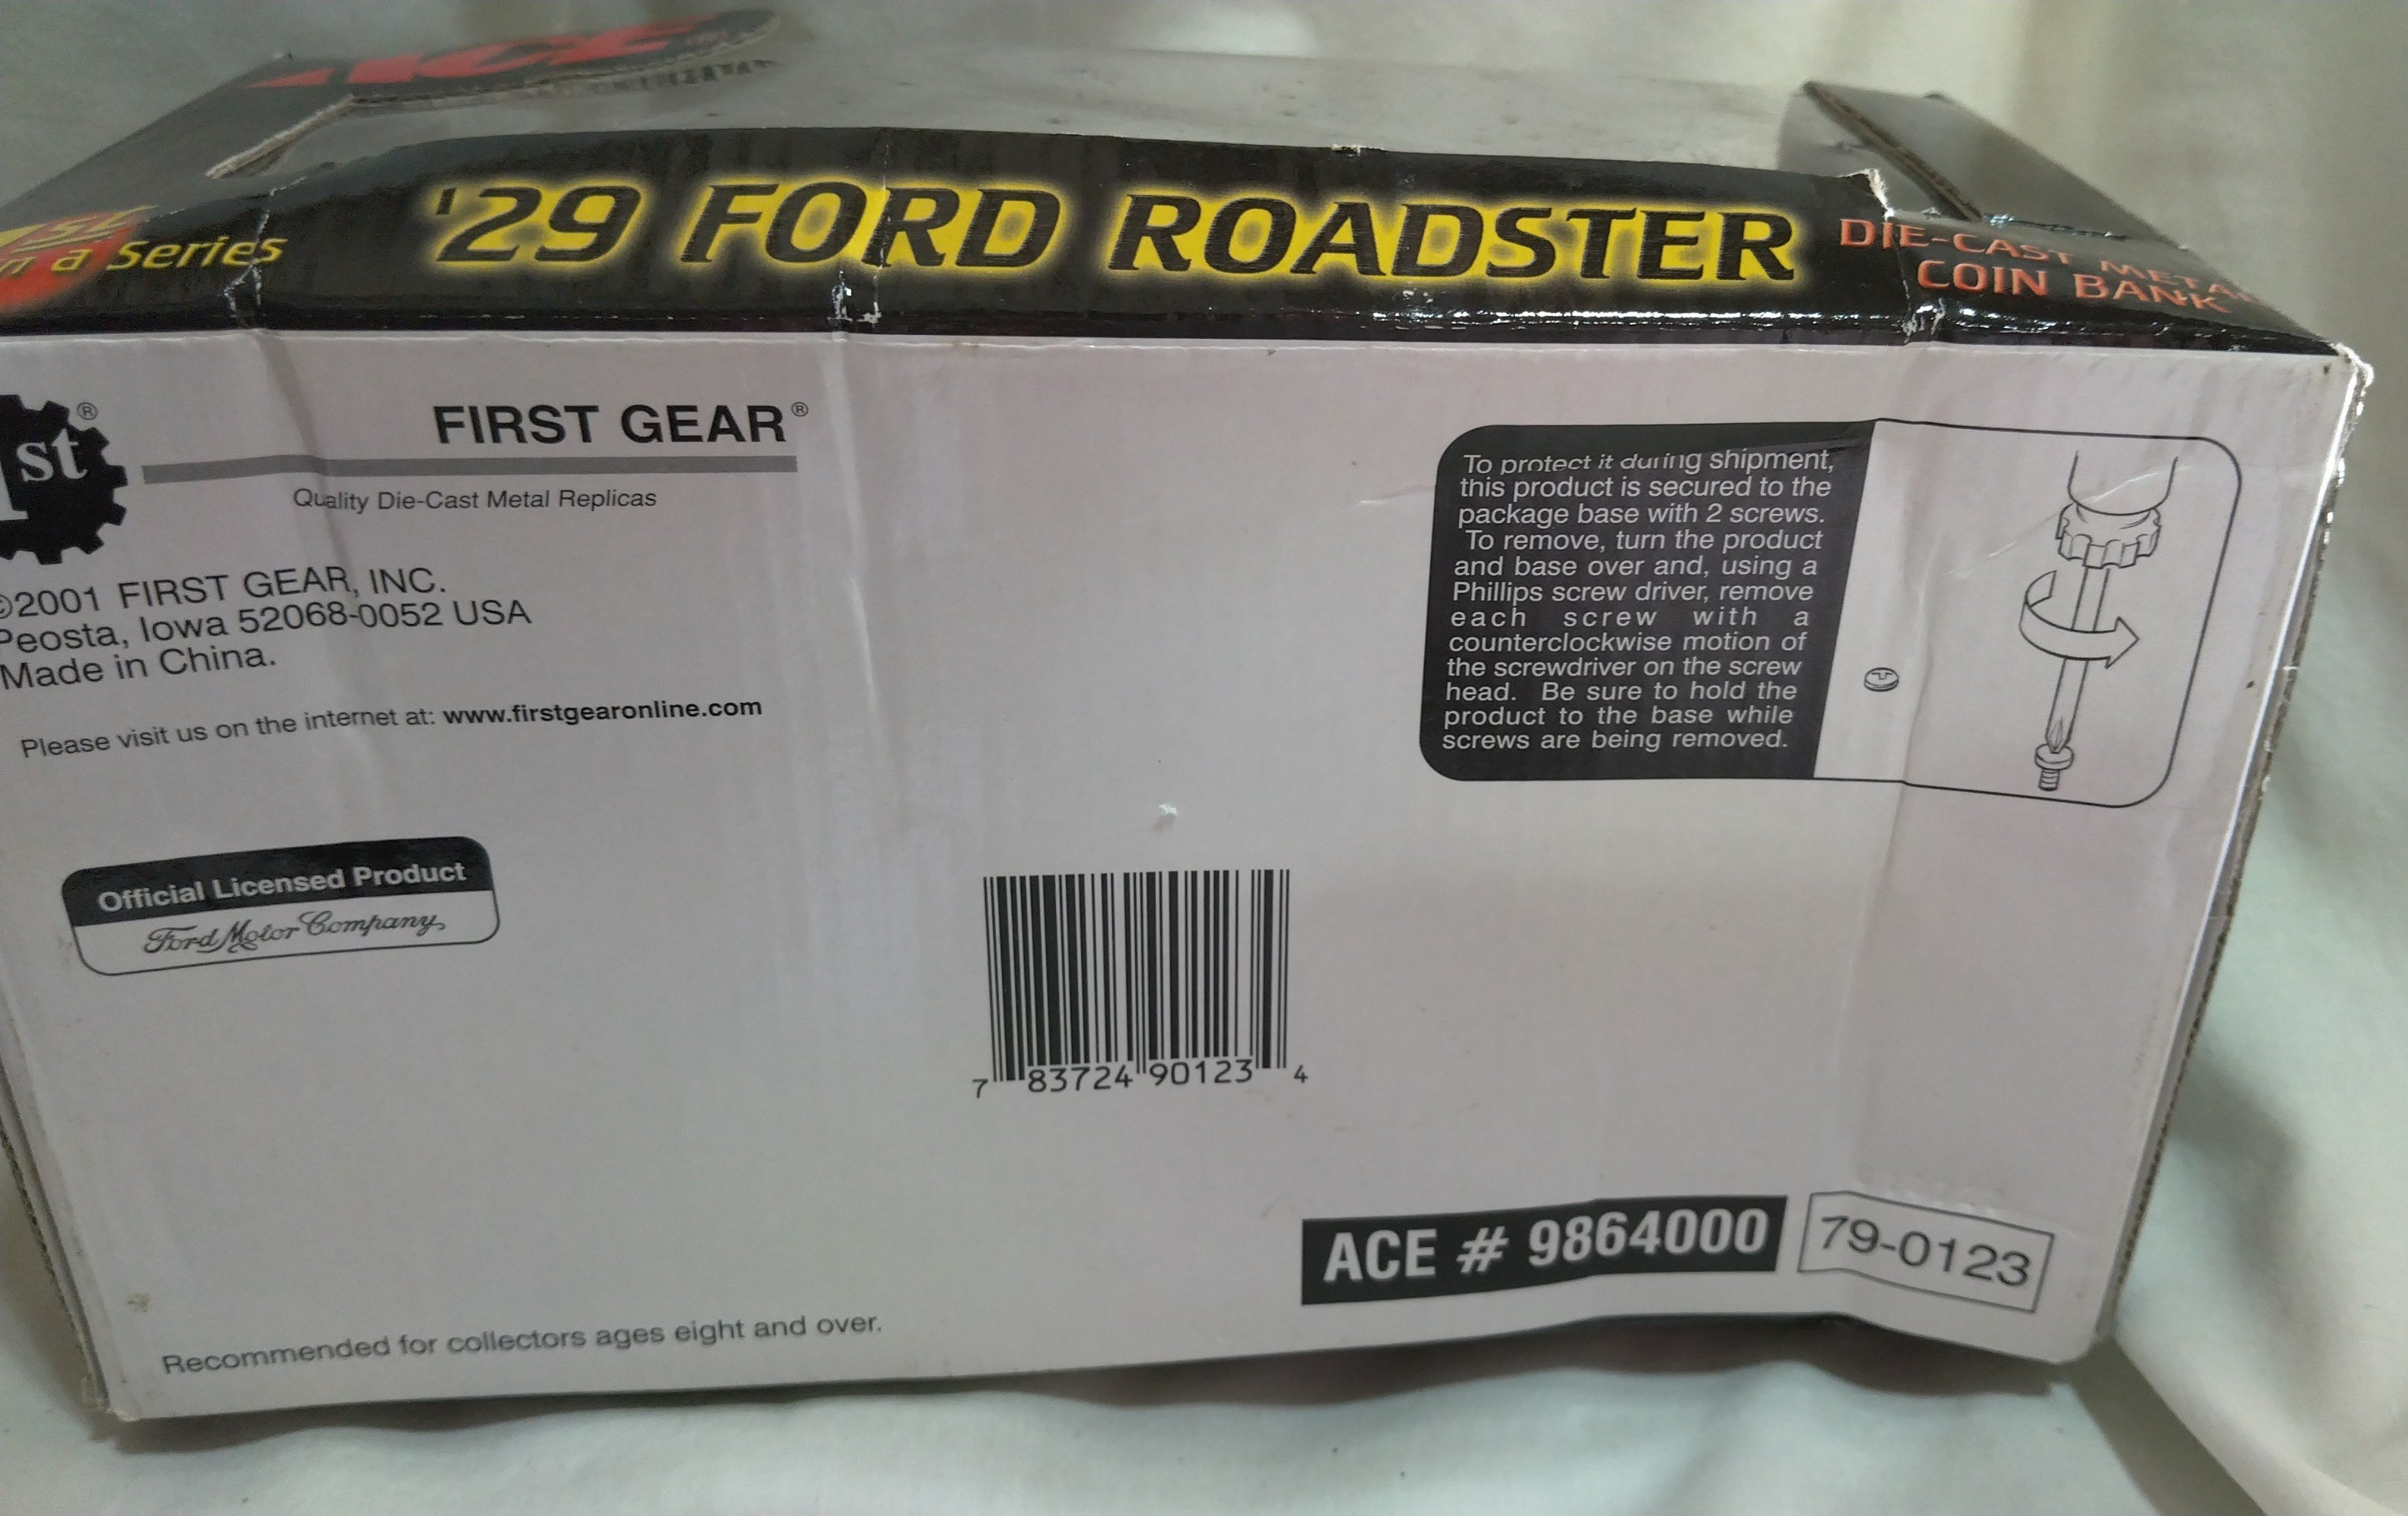 ACE
1st
in a Series
'29 FORD ROADSTER
DIE-CAST METAL
COIN BANK
1st®
FIRST GEAR®
Quality Die-Cast Metal Replicas
©2001 FIRST GEAR, INC.
Peosta, Iowa 52068-0052 USA
Made in China.
Please visit us on the internet at: www.firstgearonline.com
To protect it during shipment,
this product is secured to the
package base with 2 screws.
To remove, turn the product
and base over and, using a
Phillips screw driver, remove
each screw with a
counterclockwise motion of
the screwdriver on the screw
head. Be sure to hold the
product to the base while
screws are being removed.
Official Licensed Product
Ford Motor Company
7 83724 90123 4
ACE # 9864000
79-0123
Recommended for collectors ages eight and over.